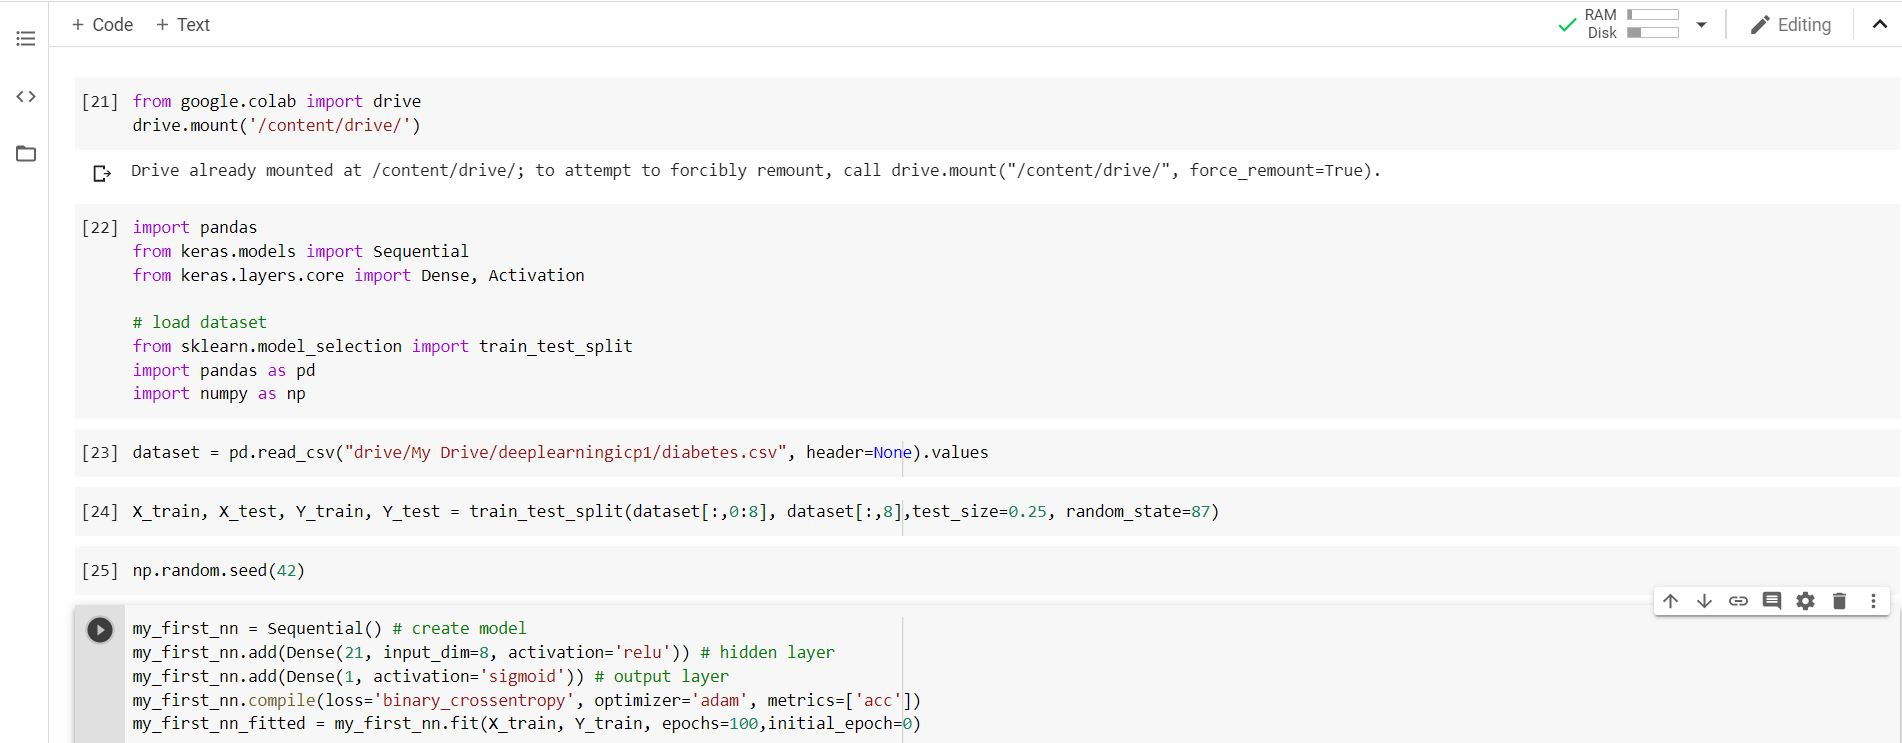 + Code + Text
RAM
Disk
Editing
[21] from google.colab import drive
drive.mount('/content/drive/')
Drive already mounted at /content/drive/; to attempt to forcibly remount, call drive.mount("/content/drive/", force_remount=True).
[22] import pandas
from keras.models import Sequential
from keras.layers.core import Dense, Activation
# load dataset
from sklearn.model_selection import train_test_split
import pandas as pd
import numpy as np
[23] dataset = pd.read_csv("drive/My Drive/deeplearningicp1/diabetes.csv", header=None).values
[24] X_train, X_test, Y_train, Y_test = train_test_split(dataset[:,0:8], dataset[:,8],test_size=0.25, random_state=87)
[25] np.random.seed(42)
my_first_nn = Sequential() # create model
my_first_nn.add(Dense(21, input_dim=8, activation='relu')) # hidden layer
my_first_nn.add(Dense(1, activation='sigmoid')) # output layer
my_first_nn.compile(loss='binary_crossentropy', optimizer='adam', metrics=['acc'])
my_first_nn_fitted = my_first_nn.fit(X_train, Y_train, epochs=100,initial_epoch=0)